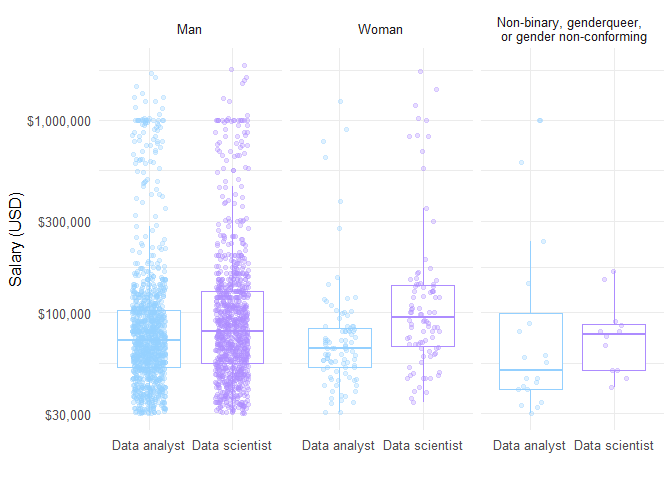 Man
Woman
Non-binary, genderqueer,
or gender non-conforming
Salary (USD)
$1,000,000
$300,000
$100,000
$30,000
Data analyst
Data scientist
Data analyst
Data scientist
Data analyst
Data scientist